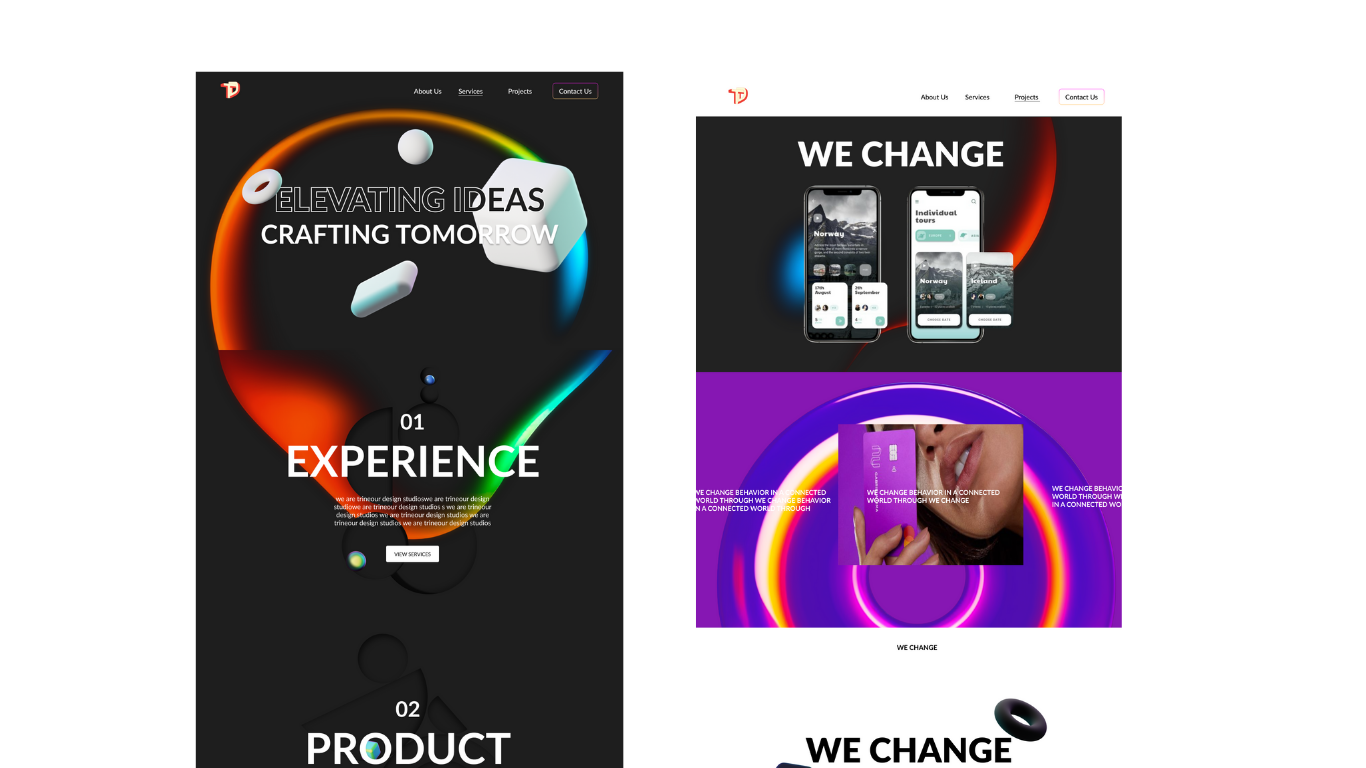 About Us
Services
Projects
Contact Us
ELEVATING IDEAS
CRAFTING TOMORROW
01
EXPERIENCE
we are trineour design studioswe are trineour design
studiowe are trineour design studios s we are trineour
design studios we are trineour design studios we are
trineour design studios we are trineour design studios
VIEW SERVICES
02
PRODUCT
About Us
Services
Projects
Contact Us
WE CHANGE
Norway
17th
August
September
Individual
tours
Norway
Iceland
WE CHANGE BEHAVIOR IN A CONNECTED
WORLD THROUGH WE CHANGE BEHAVIOR
IN A CONNECTED WORLD THROUGH
nu
WE CHANGE BEHAVIOR IN A CONNECTED
WORLD THROUGH WE CHANGE
WE CHANGE BEHAVIO
WORLD THROUGH
IN A CONNECTED WO
WE CHANGE
WE CHANGE